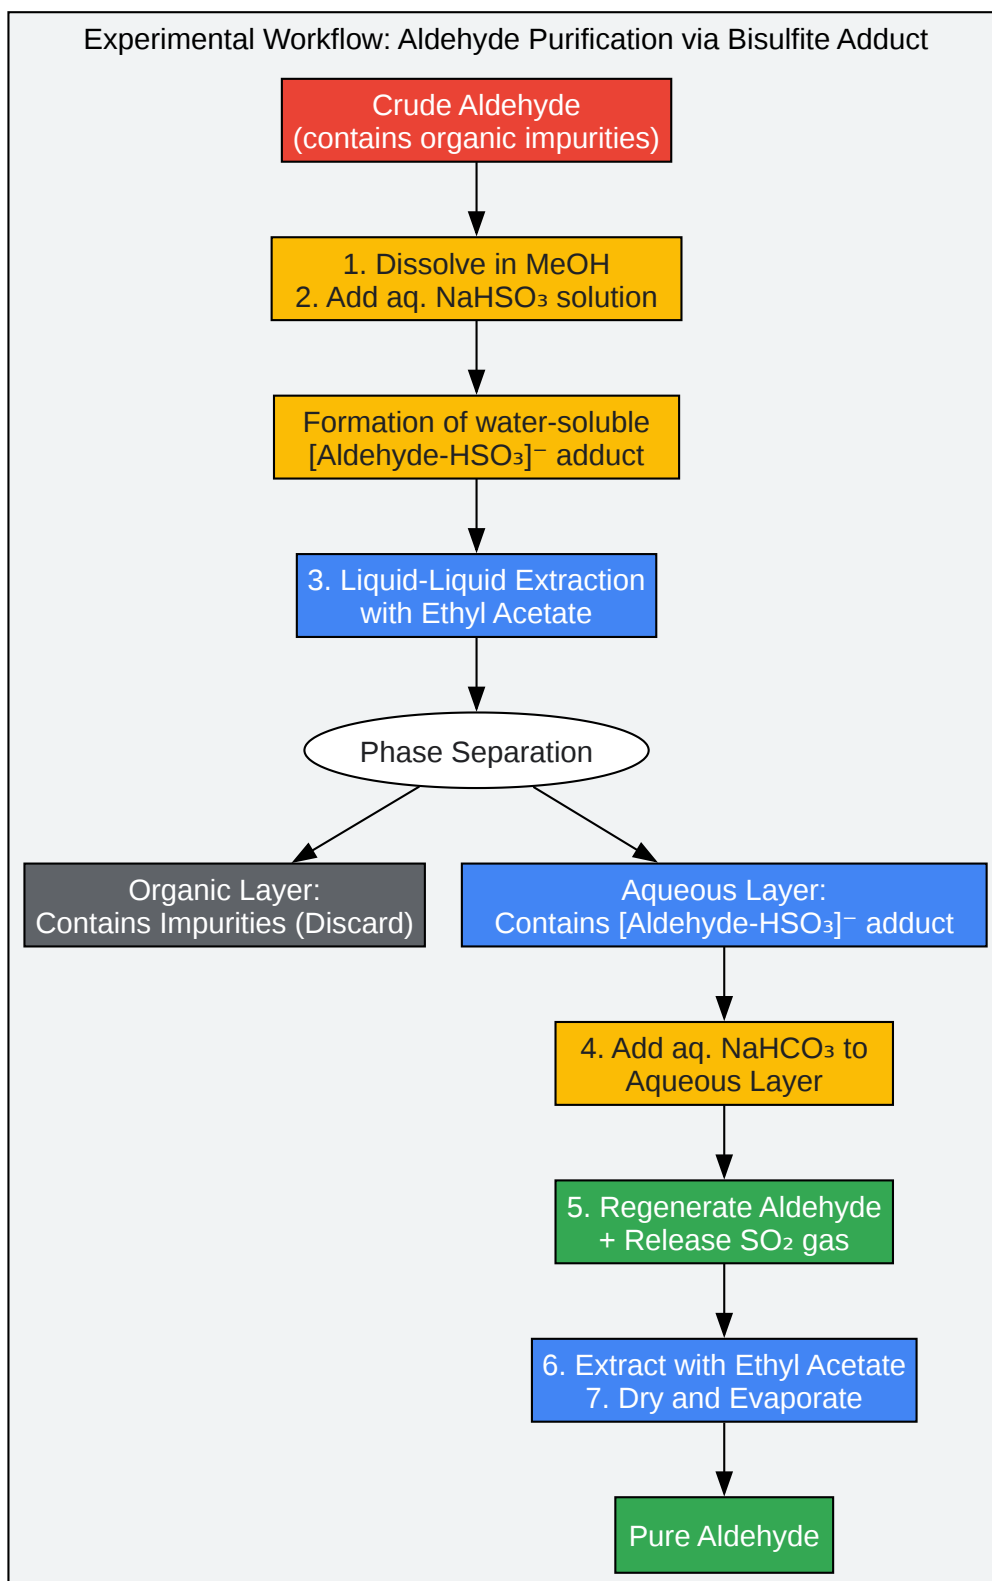 Experimental Workflow: Aldehyde Purification via Bisulfite Adduct
Crude Aldehyde
(contains organic impurities)
1. Dissolve in MeOH
2. Add aq. NaHSO₃ solution
Formation of water-soluble
[Aldehyde-HSO₃]⁻ adduct
3. Liquid-Liquid Extraction
with Ethyl Acetate
Phase Separation
Organic Layer:
Contains Impurities (Discard)
Aqueous Layer:
Contains [Aldehyde-HSO₃]⁻ adduct
4. Add aq. NaHCO₃ to
Aqueous Layer
5. Regenerate Aldehyde
+ Release SO₂ gas
6. Extract with Ethyl Acetate
7. Dry and Evaporate
Pure Aldehyde